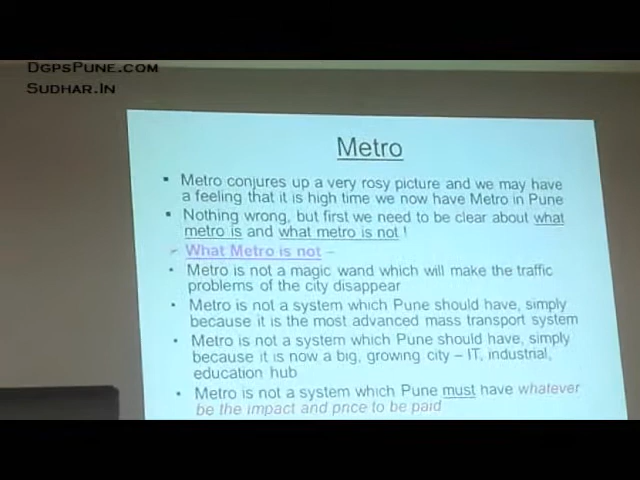 DgpsPune.com
Sudhar.In
Metro
▪ Metro conjures up a very rosy picture and we may have
a feeling that it is high time we now have Metro in Pune
▪ Nothing wrong, but first we need to be clear about what
metro is and what metro is not !
➢ What Metro is not –
• Metro is not a magic wand which will make the traffic
problems of the city disappear
• Metro is not a system which Pune should have, simply
because it is the most advanced mass transport system
• Metro is not a system which Pune should have, simply
because it is now a big, growing city – IT, industrial,
education hub
• Metro is not a system which Pune must have whatever
be the impact and price to be paid